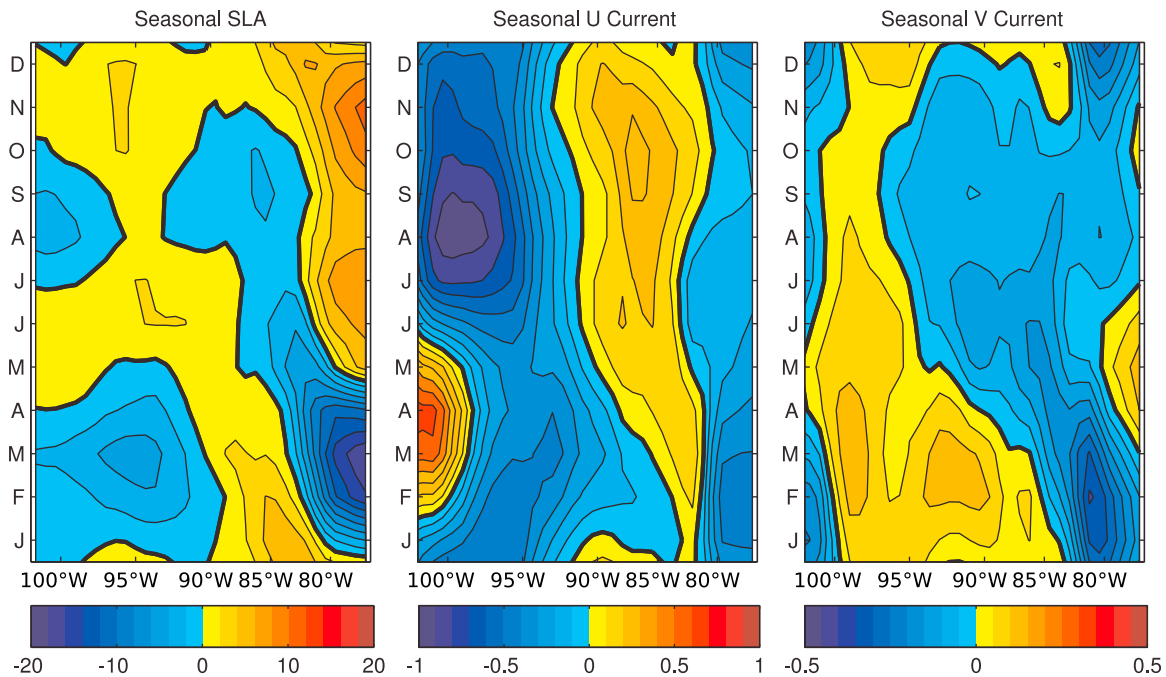 Seasonal SLA
Seasonal U Current
Seasonal V Current
D
N
O
S
A
J
J
M
A
M
F
J
100°W
95°W
90°W
85°W
80°W
-20
-10
0
10
20
D
N
O
S
A
J
J
M
A
M
F
J
100°W
95°W
90°W
85°W
80°W
-1
-0.5
0
0.5
1
D
N
O
S
A
J
J
M
A
M
F
J
100°W
95°W
90°W
85°W
80°W
-0.5
0
0.5